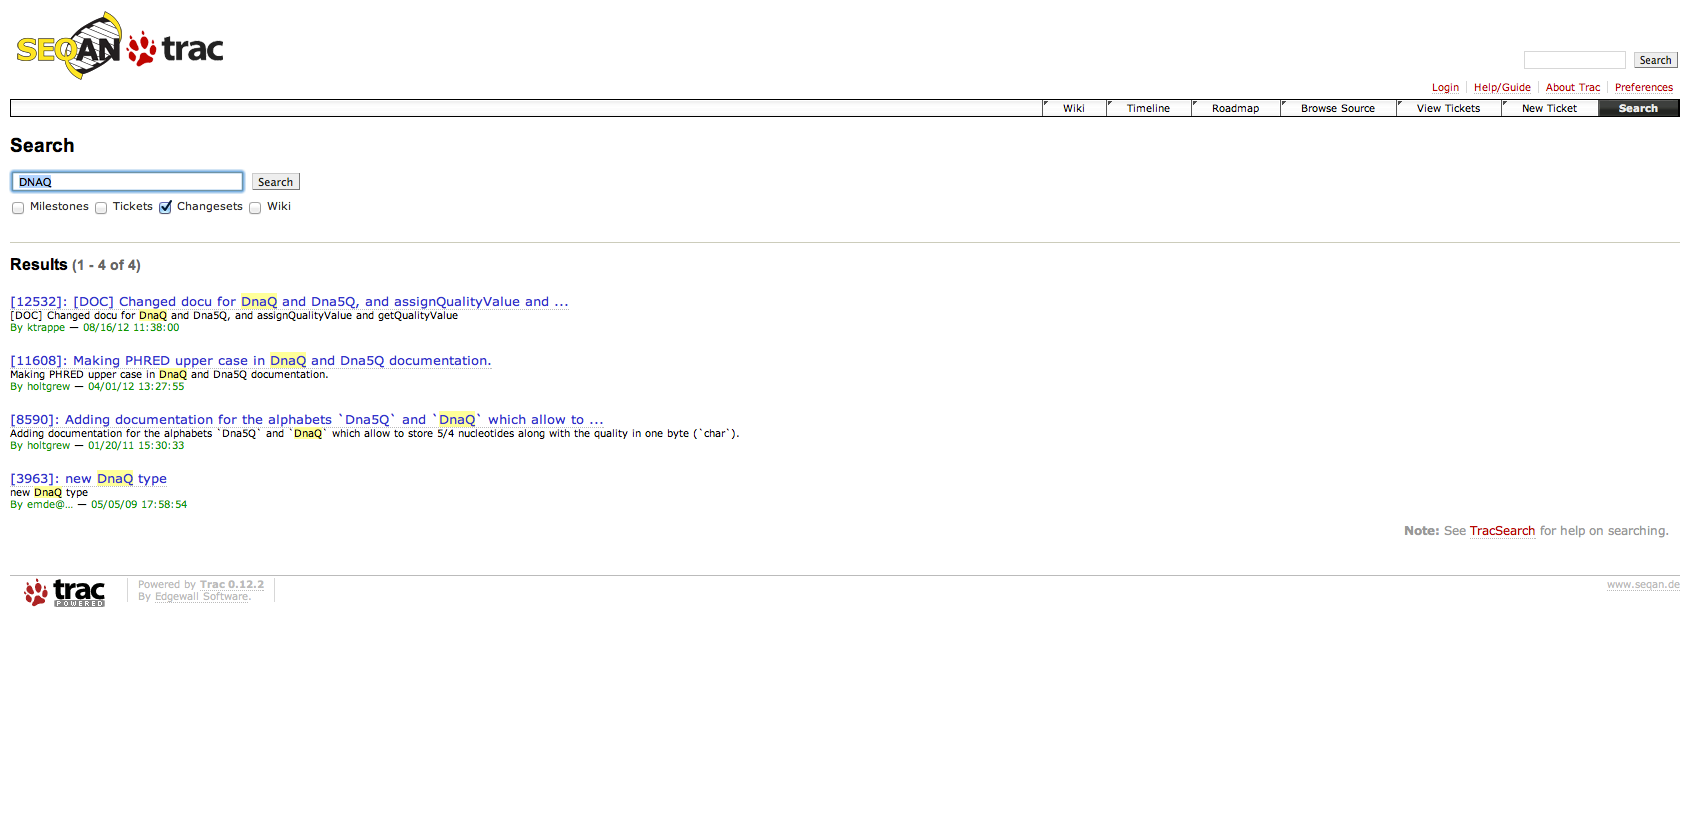 SEQAN trac
Search
Login Help/Guide About Trac Preferences
Wiki Timeline Roadmap Browse Source View Tickets New Ticket Search
Search
DNAQ Search
Milestones Tickets Changesets Wiki
Results (1 - 4 of 4)
[12532]: [DOC] Changed docu for DnaQ and Dna5Q, and assignQualityValue and ...
[DOC] Changed docu for DnaQ and Dna5Q, and assignQualityValue and getQualityValue
By ktrappe — 08/16/12 11:38:00
[11608]: Making PHRED upper case in DnaQ and Dna5Q documentation.
Making PHRED upper case in DnaQ and Dna5Q documentation.
By holtgrew — 04/01/12 13:27:55
[8590]: Adding documentation for the alphabets `Dna5Q` and `DnaQ` which allow to ...
Adding documentation for the alphabets `Dna5Q` and `DnaQ` which allow to store 5/4 nucleotides along with the quality in one byte (`char`).
By holtgrew — 01/20/11 15:30:33
[3963]: new DnaQ type
new DnaQ type
By emde@... — 05/05/09 17:58:54
Note: See TracSearch for help on searching.
trac POWERED
Powered by Trac 0.12.2
By Edgewall Software.
www.seqan.de